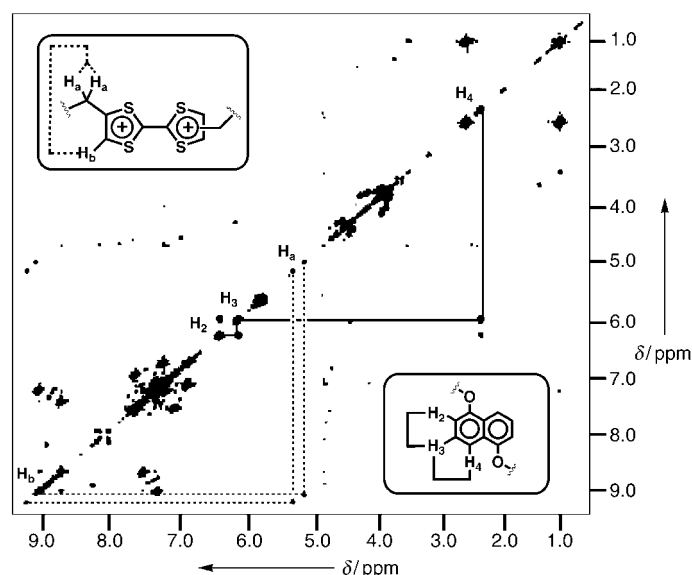 Hₐ Hₐ
S S
+ +
S S
H_b
H₄
Hₐ
H₃
H₂
H_b
O
H₂
H₃
H₄
O
1.0
2.0
3.0
4.0
5.0
6.0
7.0
8.0
9.0
δ/ppm
9.0 8.0 7.0 6.0 5.0 4.0 3.0 2.0 1.0
δ/ppm